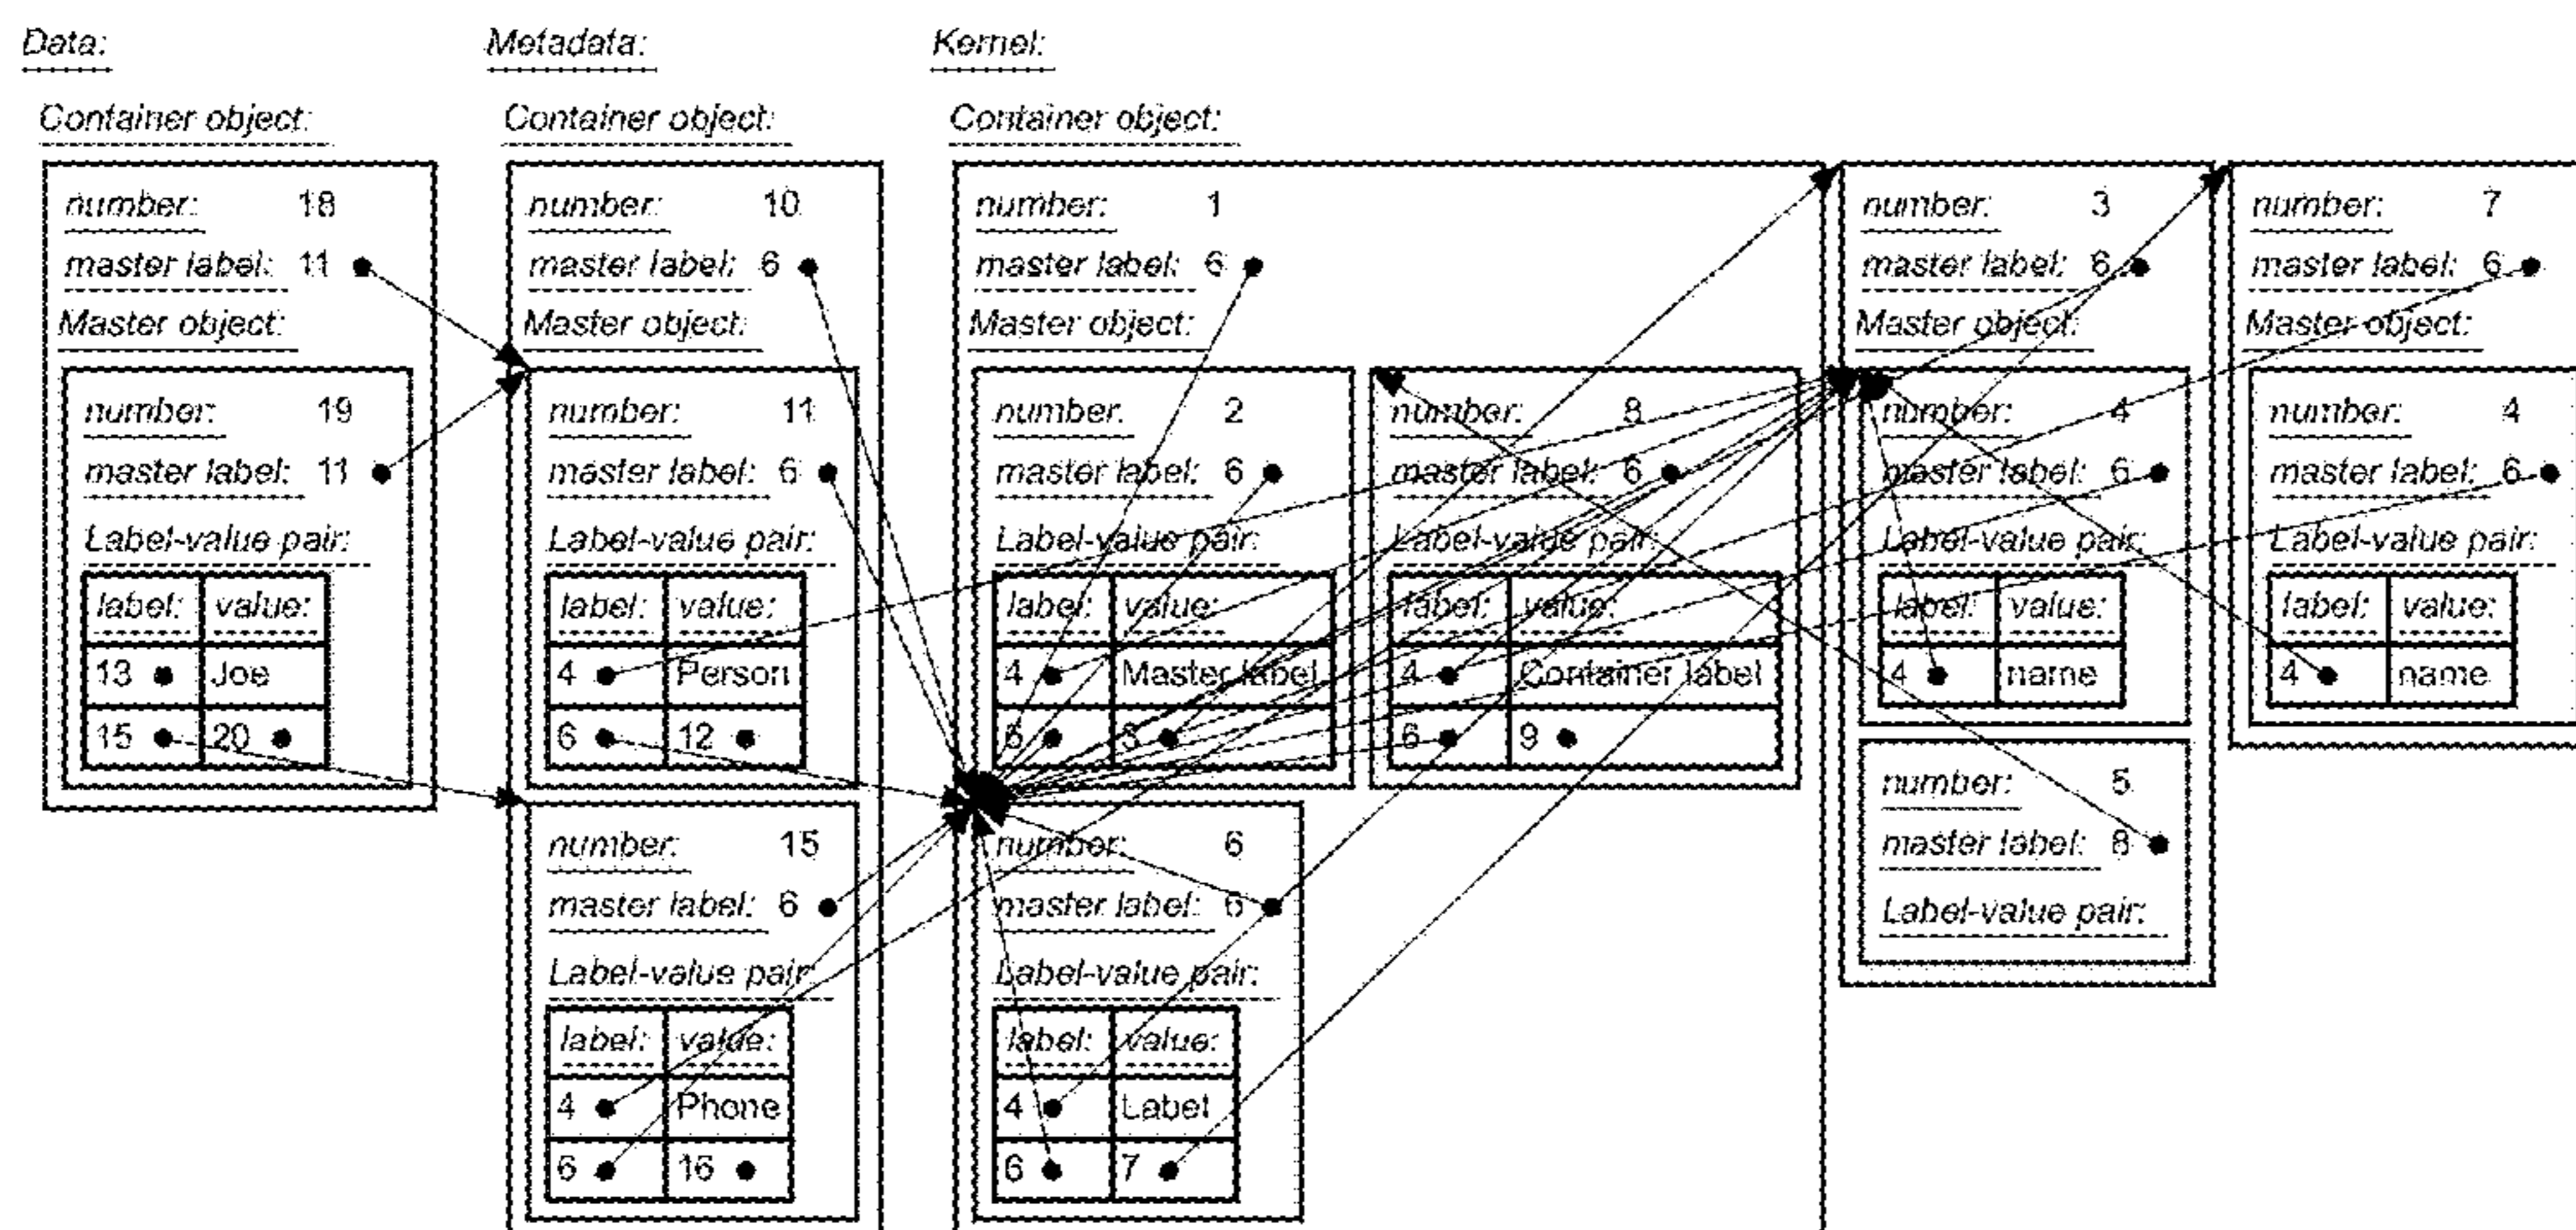 Data:
Container object:
number: 18
master label: 11
Master object:
number: 19
master label: 11
Label-value pair:
label: value:
13 Joe
15 20
Metadata:
Container object:
number: 10
master label: 6
Master object:
number: 11
master label: 6
Label-value pair:
label: value:
4 Person
6 12
number: 15
master label: 6
Label-value pair:
label: value:
4 Phone
6 16
Kernel:
Container object:
number: 1
master label: 6
Master object:
number: 2
master label: 6
Label-value pair:
label: value:
4 Master label
3
number: 8
master label: 6
Label-value pair:
label: value:
4 Container label
6 9
number: 6
master label: 6
Label-value pair:
label: value:
4 Label
6 7
number: 3
master label: 6
Master object:
number: 4
master label: 6
Label-value pair:
label: value:
4 name
number: 5
master label: 8
Label-value pair:
number: 7
master label: 6
Master object:
number: 4
master label: 6
Label-value pair:
label: value:
4 name